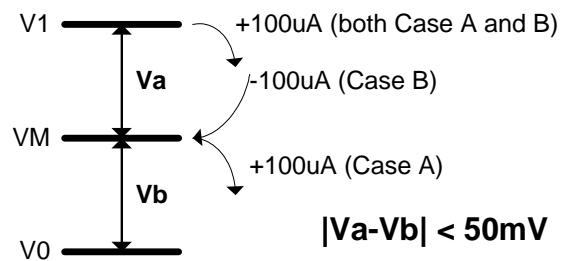 V1
+100uA (both Case A and B)
Va
-100uA (Case B)
VM
+100uA (Case A)
Vb
|Va-Vb| < 50mV
V0